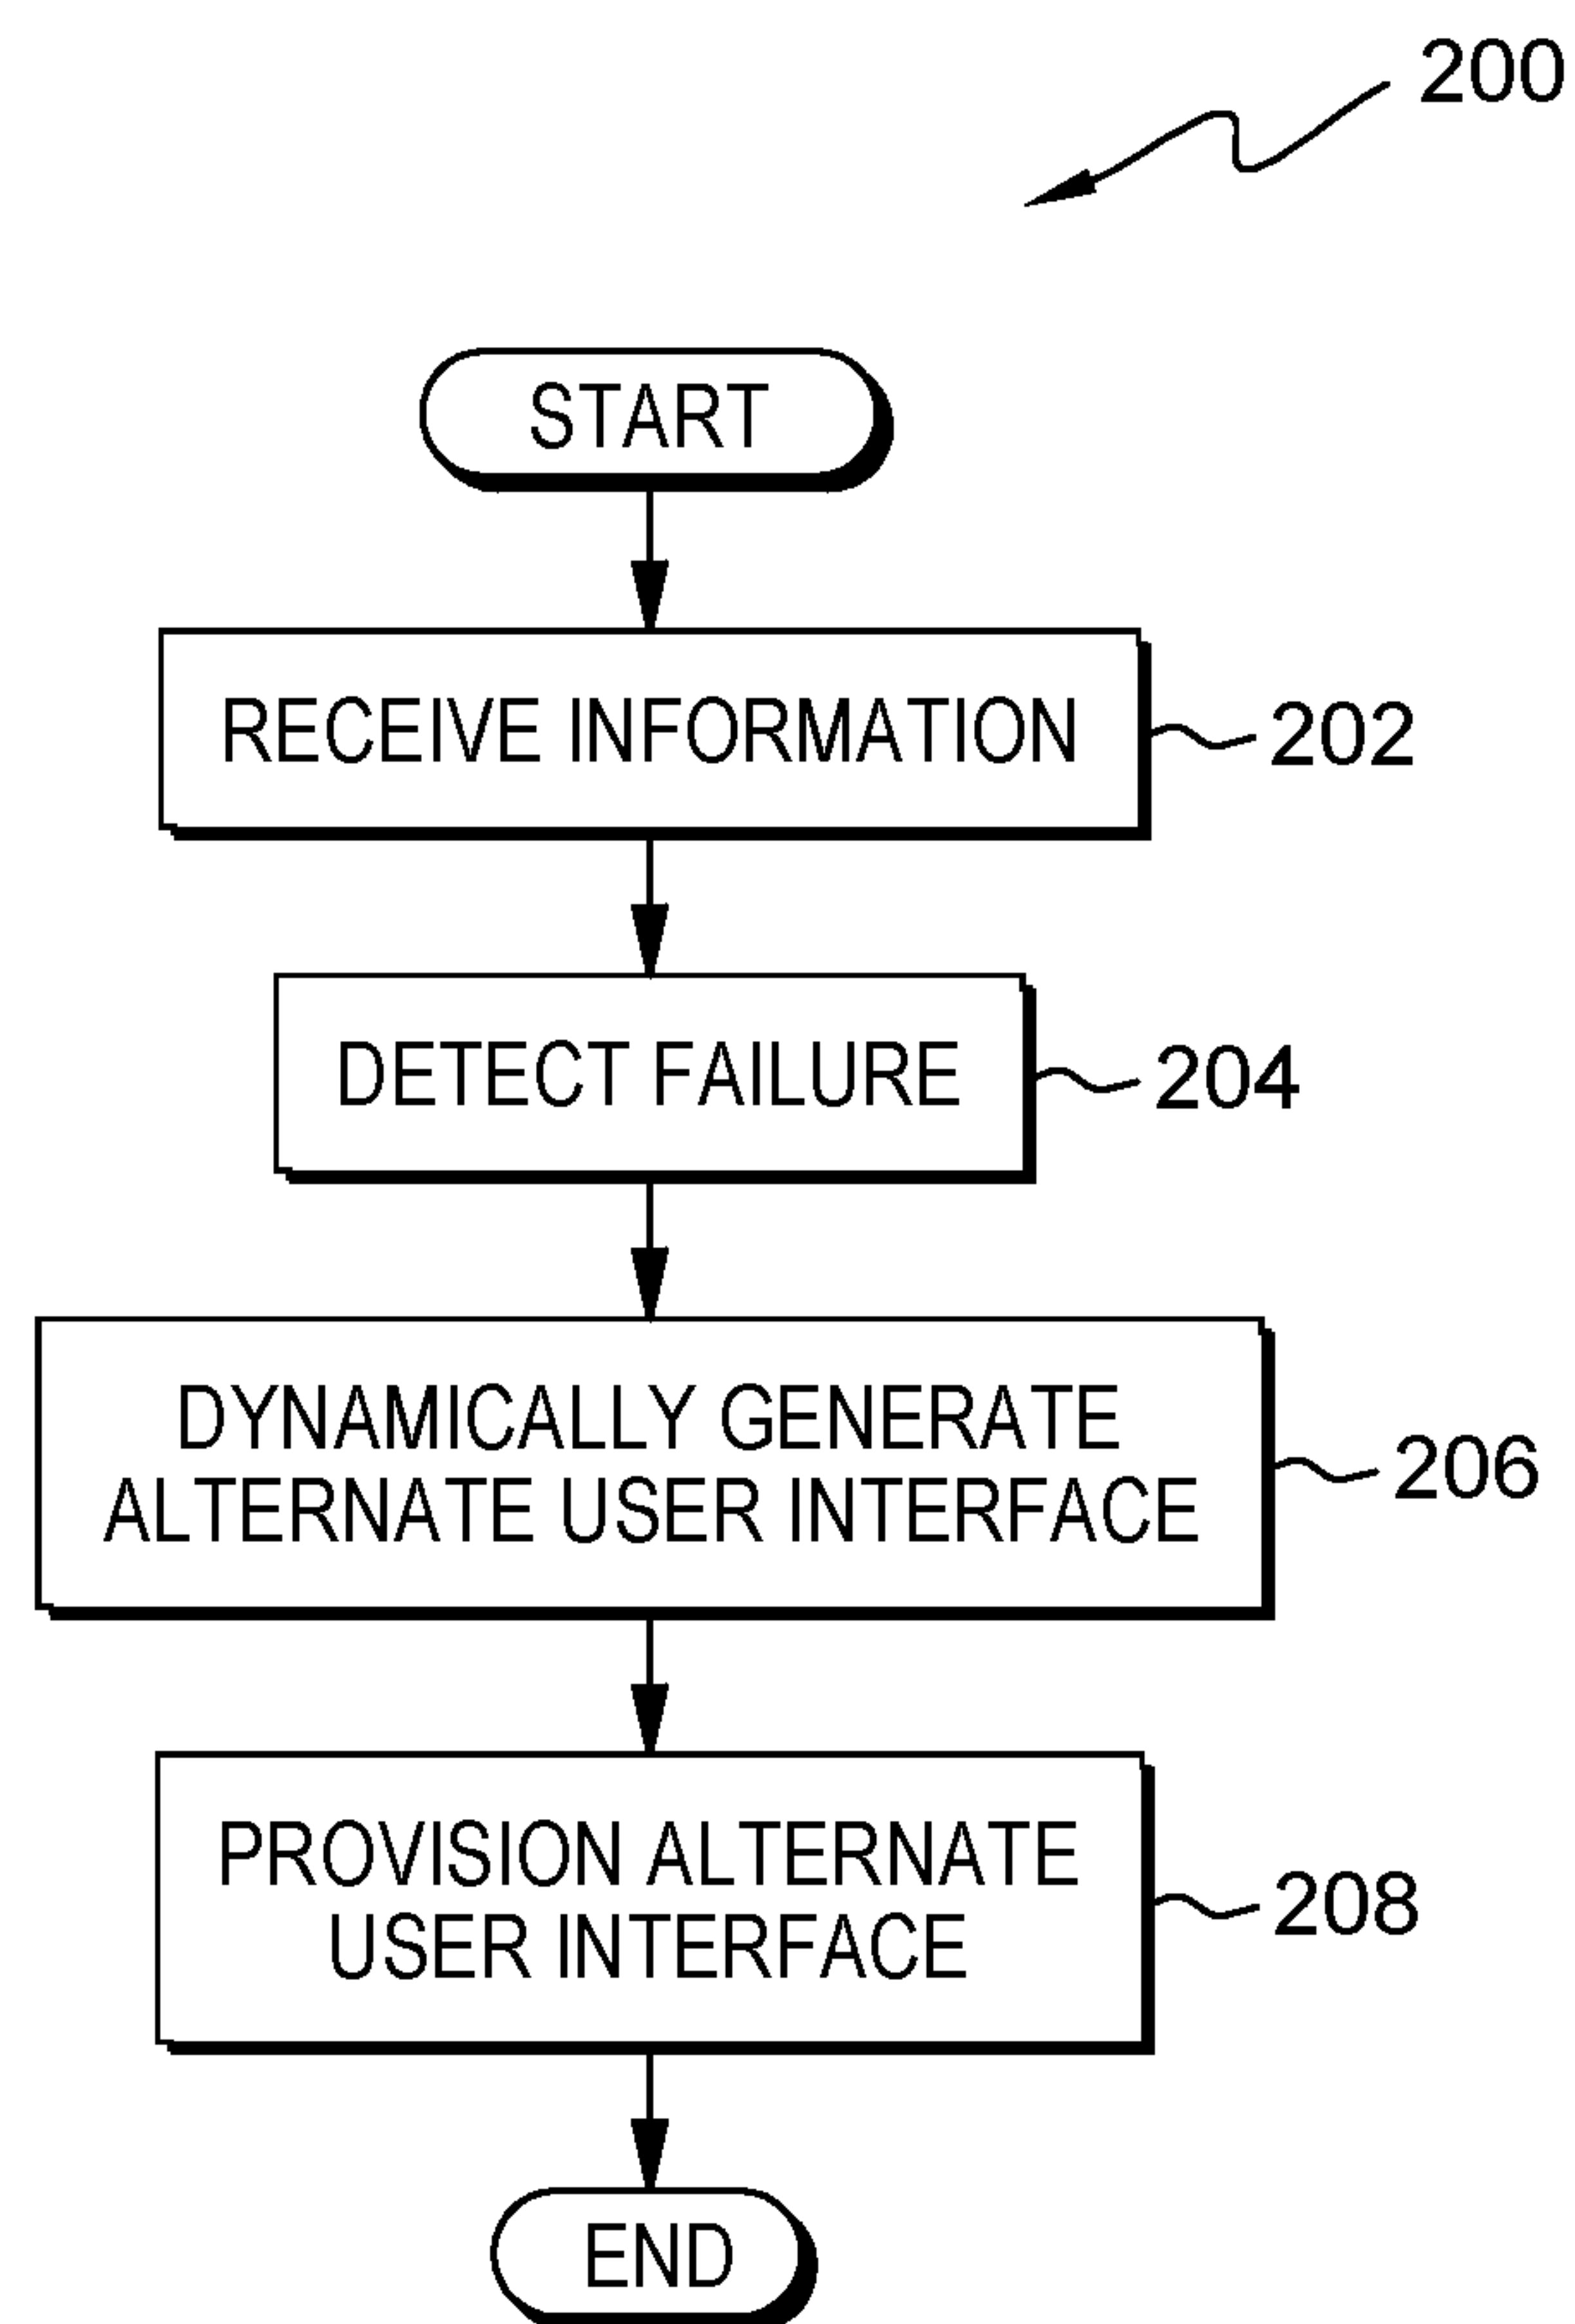 200
START
RECEIVE INFORMATION
202
DETECT FAILURE
204
DYNAMICALLY GENERATE
ALTERNATE USER INTERFACE
206
PROVISION ALTERNATE
USER INTERFACE
208
END